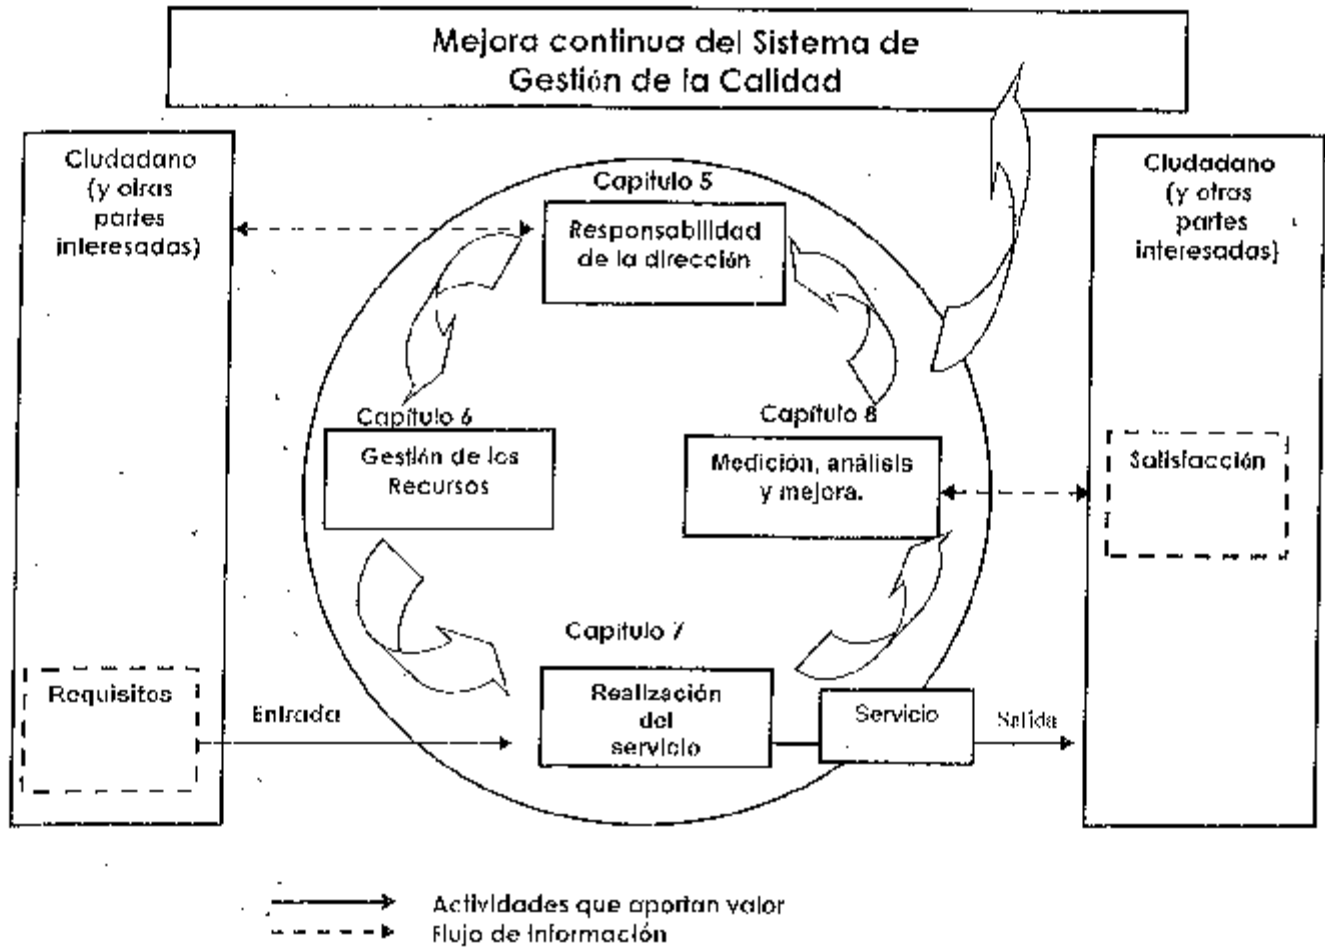 Mejora continua del Sistema de
Gestión de la Calidad
Ciudadano
(y otras
partes
interesadas)
Capítulo 5
Responsabilidad
de la dirección
Ciudadano
(y otras
partes
interesadas)
Capítulo 6
Gestión de los
Recursos
Capítulo 8
Medición, análisis
y mejora.
Satisfacción
Capítulo 7
Requisitos
Entrada
Realización
del
servicio
Servicio
Salida
Actividades que aportan valor
Flujo de información